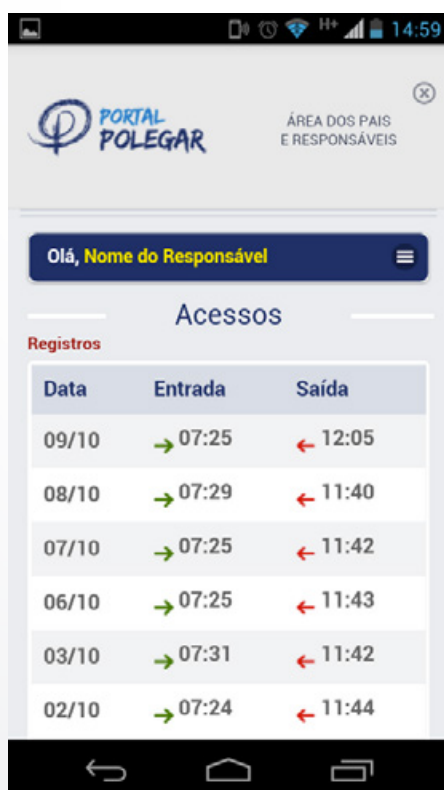 H+ 14:59
PORTAL
POLEGAR
ÁREA DOS PAIS
E RESPONSÁVEIS
Olá, Nome do Responsável
Acessos
Registros
Data Entrada Saída
09/10 07:25 12:05
08/10 07:29 11:40
07/10 07:25 11:42
06/10 07:25 11:43
03/10 07:31 11:42
02/10 07:24 11:44